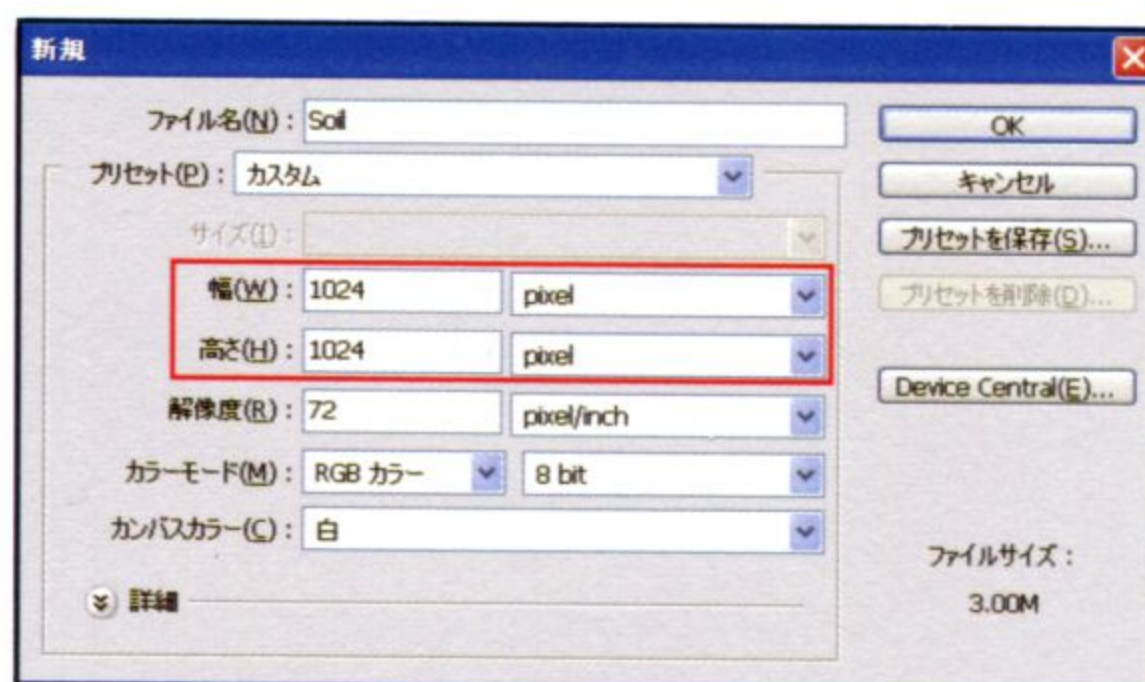 新規
ファイル名(N)： Soil
プリセット(P)： カスタム
サイズ(I)：
幅(W)： 1024 pixel
高さ(H)： 1024 pixel
解像度(R)： 72 pixel/inch
カラーモード(M)： RGB カラー 8 bit
カンバスカラー(C)： 白
詳細
OK
キャンセル
プリセットを保存(S)...
プリセットを削除(D)...
Device Central(E)...
ファイルサイズ：
3.00M